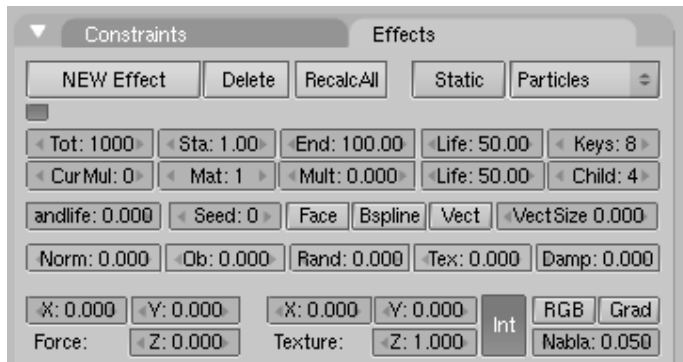 Constraints Effects
NEW Effect Delete RecalcAll Static Particles
Tot: 1000 Sta: 1.00 End: 100.00 Life: 50.00 Keys: 8
CurMul: 0 Mat: 1 Mult: 0.000 Life: 50.00 Child: 4
andlife: 0.000 Seed: 0 Face Bspline Vect VectSize 0.000
Norm: 0.000 Ob: 0.000 Rand: 0.000 Tex: 0.000 Damp: 0.000
X: 0.000 Y: 0.000 X: 0.000 Y: 0.000 Int RGB Grad
Force: Z: 0.000 Texture: Z: 1.000 Nabla: 0.050